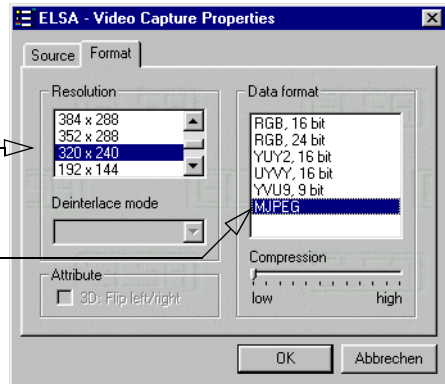 ELSA - Video Capture Properties
Source Format
Resolution
384 x 288
352 x 288
320 x 240
192 x 144
Deinterlace mode
Attribute
3D: Flip left/right
Data format
RGB, 16 bit
RGB, 24 bit
YUY2, 16 bit
UYVY, 16 bit
YVU9, 9 bit
MJPEG
Compression
low high
OK Abbrechen